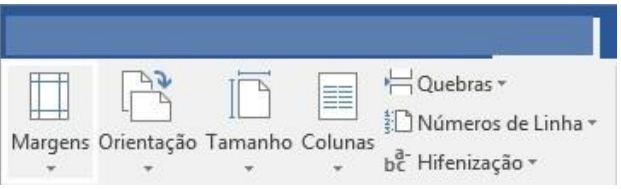 Margens Orientação Tamanho Colunas
Quebras
Números de Linha
Hifenização